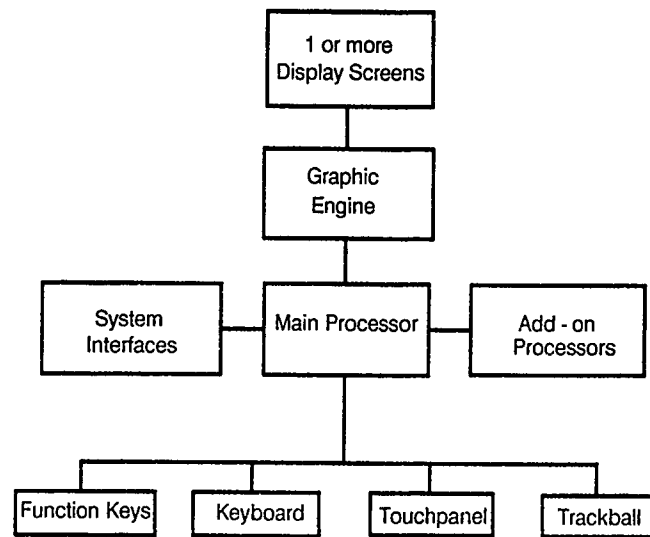 1 or more
Display Screens
Graphic
Engine
System
Interfaces
Main Processor
Add - on
Processors
Function Keys
Keyboard
Touchpanel
Trackball